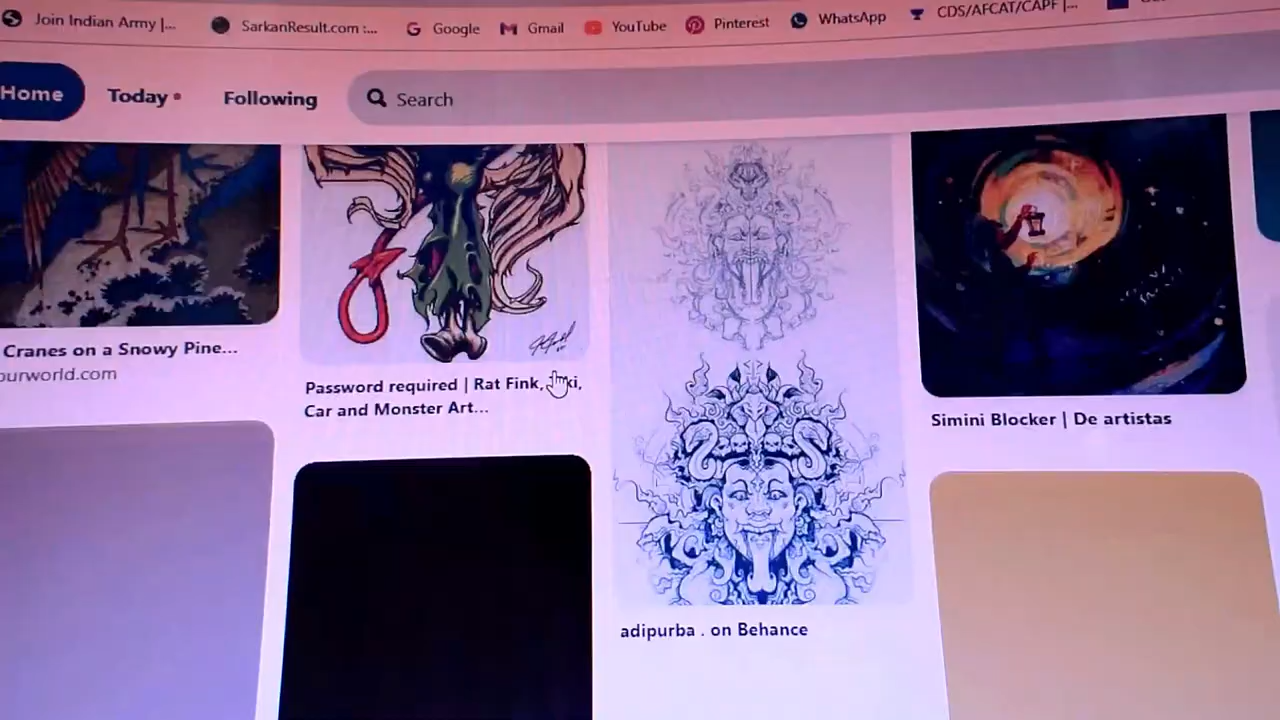 Join Indian Army |...
SarkanResult.com :...
Google
Gmail
YouTube
Pinterest
WhatsApp
CDS/AFCAT/CAPF |...
Home
Today
Following
Search
Cranes on a Snowy Pine...
ourworld.com
Password required | Rat Fink,
Car and Monster Art...
adipurba . on Behance
Simini Blocker | De artistas